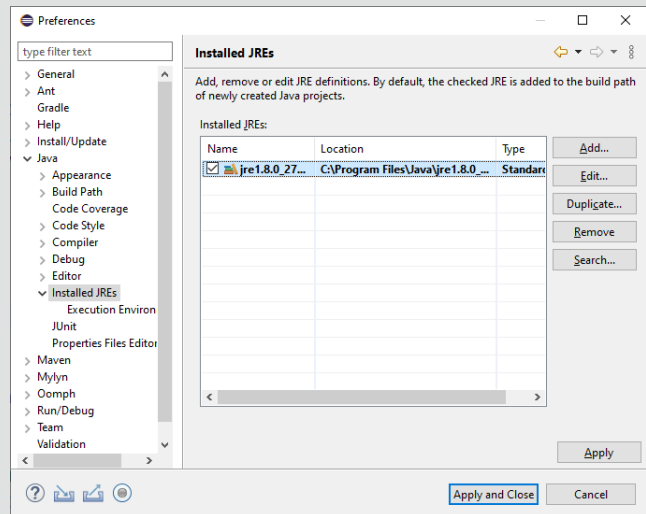 Preferences
type filter text
General
Ant
Gradle
Help
Install/Update
Java
Appearance
Build Path
Code Coverage
Code Style
Compiler
Debug
Editor
Installed JREs
Execution Environ
JUnit
Properties Files Editor
Maven
Mylyn
Oomph
Run/Debug
Team
Validation
Installed JREs
Add, remove or edit JRE definitions. By default, the checked JRE is added to the build path
of newly created Java projects.
Installed JREs:
Name Location Type
jre1.8.0_27... C:\Program Files\Java\jre1.8.0_... Standard
Add...
Edit...
Duplicate...
Remove
Search...
Apply
Apply and Close Cancel